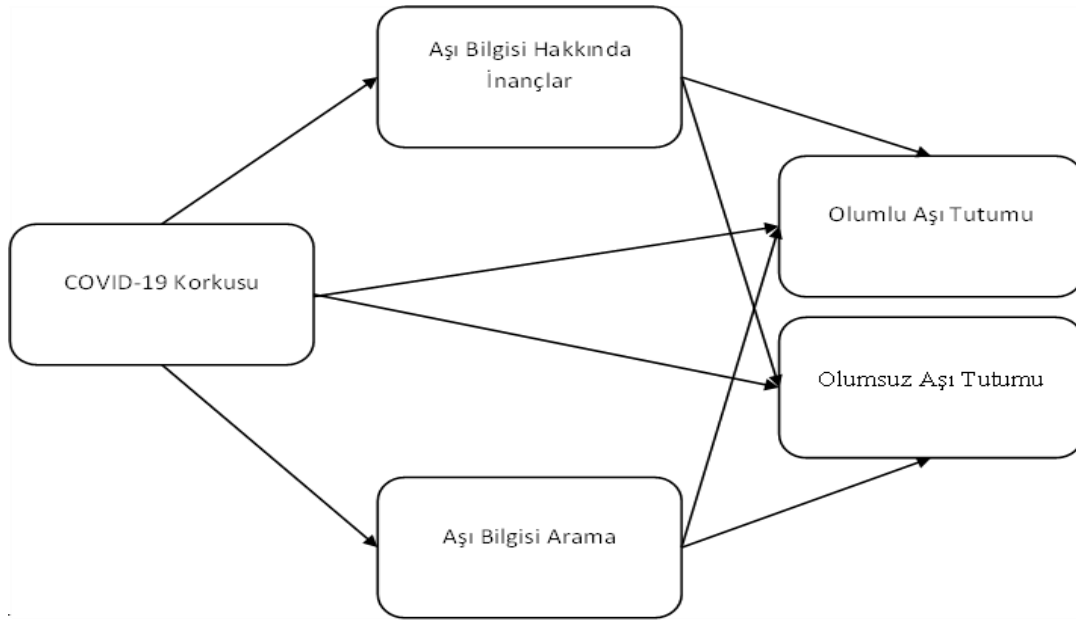 Aşı Bilgisi Hakkında
İnançlar
Olumlu Aşı Tutumu
COVID-19 Korkusu
Olumsuz Aşı Tutumu
Aşı Bilgisi Arama